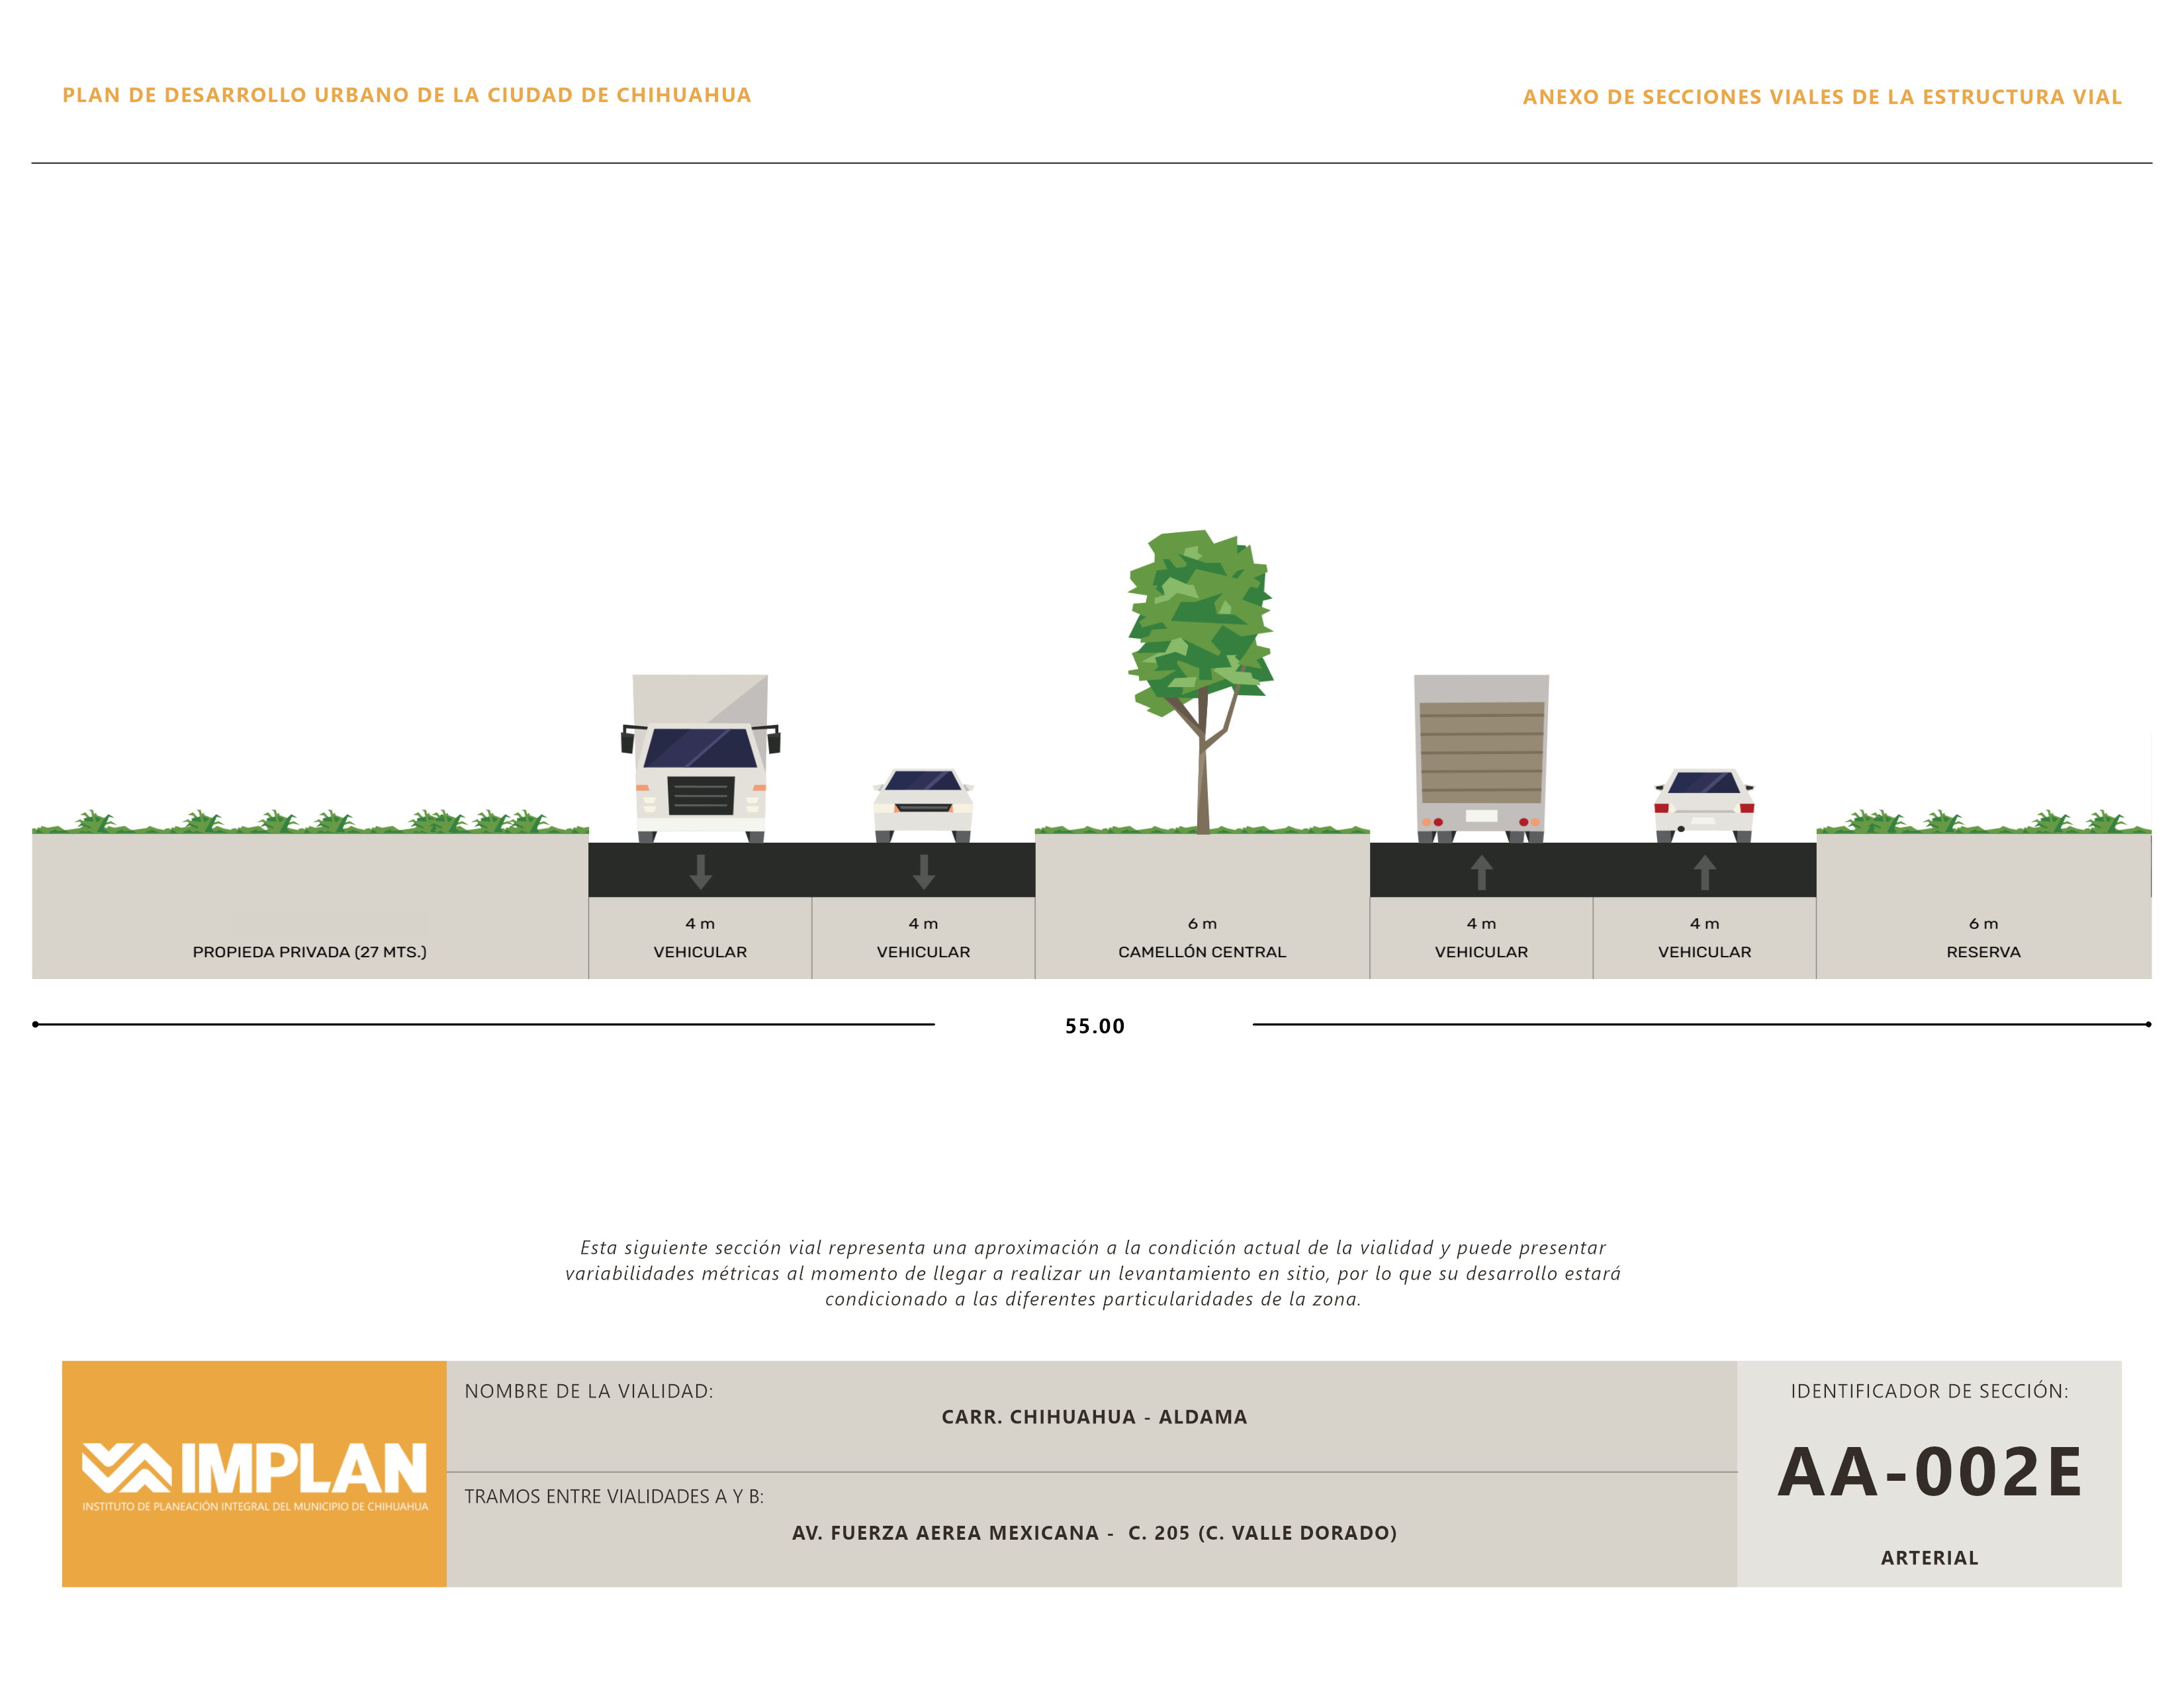 PLAN DE DESARROLLO URBANO DE LA CIUDAD DE CHIHUAHUA
ANEXO DE SECCIONES VIALES DE LA ESTRUCTURA VIAL
PROPIEDA PRIVADA (27 MTS.)
4 m
VEHICULAR
4 m
VEHICULAR
6 m
CAMELLÓN CENTRAL
4 m
VEHICULAR
4 m
VEHICULAR
6 m
RESERVA
55.00
Esta siguiente sección vial representa una aproximación a la condición actual de la vialidad y puede presentar
variabilidades métricas al momento de llegar a realizar un levantamiento en sitio, por lo que su desarrollo estará
condicionado a las diferentes particularidades de la zona.
IMPLAN
INSTITUTO DE PLANEACIÓN INTEGRAL DEL MUNICIPIO DE CHIHUAHUA
NOMBRE DE LA VIALIDAD:
CARR. CHIHUAHUA - ALDAMA
TRAMOS ENTRE VIALIDADES A Y B:
AV. FUERZA AEREA MEXICANA - C. 205 (C. VALLE DORADO)
IDENTIFICADOR DE SECCIÓN:
AA-002E
ARTERIAL